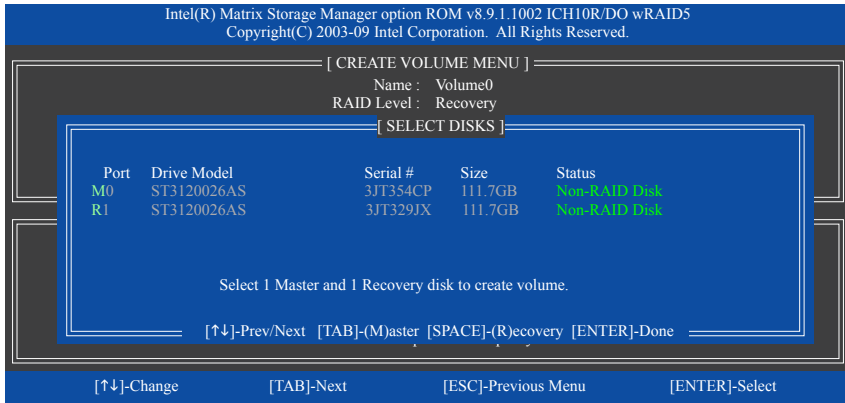 Intel(R) Matrix Storage Manager option ROM v8.9.1.1002 ICH10R/DO wRAID5
Copyright(C) 2003-09 Intel Corporation.  All Rights Reserved.
[ CREATE VOLUME MENU ]
Name :   Volume0
RAID Level :   Recovery
[ SELECT DISKS ]
Port   Drive Model   Serial #   Size   Status
M0   ST3120026AS   3JT354CP   111.7GB   Non-RAID Disk
R1   ST3120026AS   3JT329JX   111.7GB   Non-RAID Disk
Select 1 Master and 1 Recovery disk to create volume.
[↑↓]-Prev/Next   [TAB]-(M)aster  [SPACE]-(R)ecovery  [ENTER]-Done
[↑↓]-Change   [TAB]-Next   [ESC]-Previous Menu   [ENTER]-Select